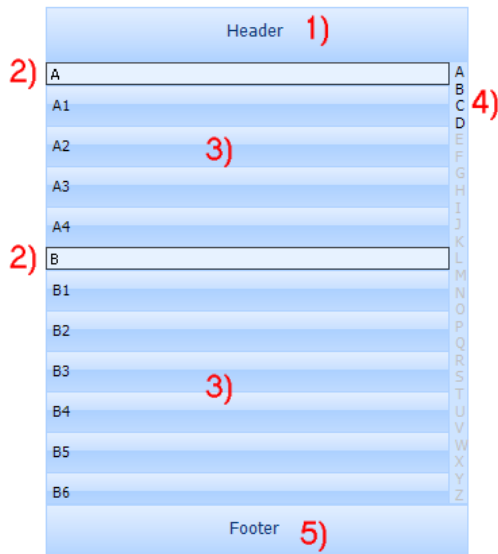 Header 1)
2) A
A1
A2
3)
A3
A4
2) B
B1
B2
B3
3)
B4
B5
B6
A
B
C
D
4)
E
F
G
H
I
J
K
L
M
N
O
P
Q
R
S
T
U
V
W
X
Y
Z
Footer 5)